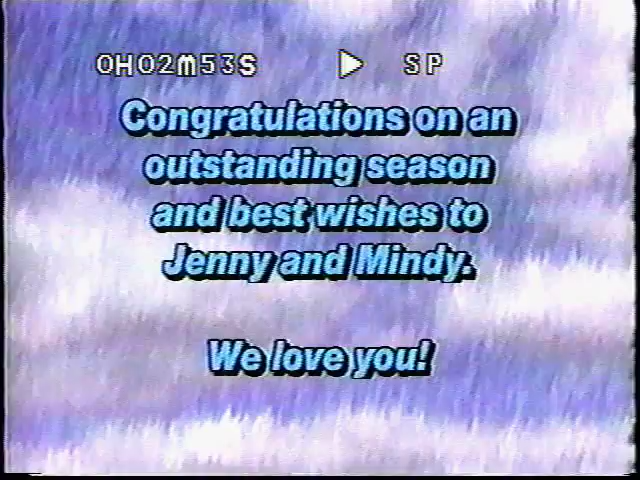 0H02m53s ▶ SP
Congratulations on an
outstanding season
and best wishes to
Jenny and Mindy.
We love you!